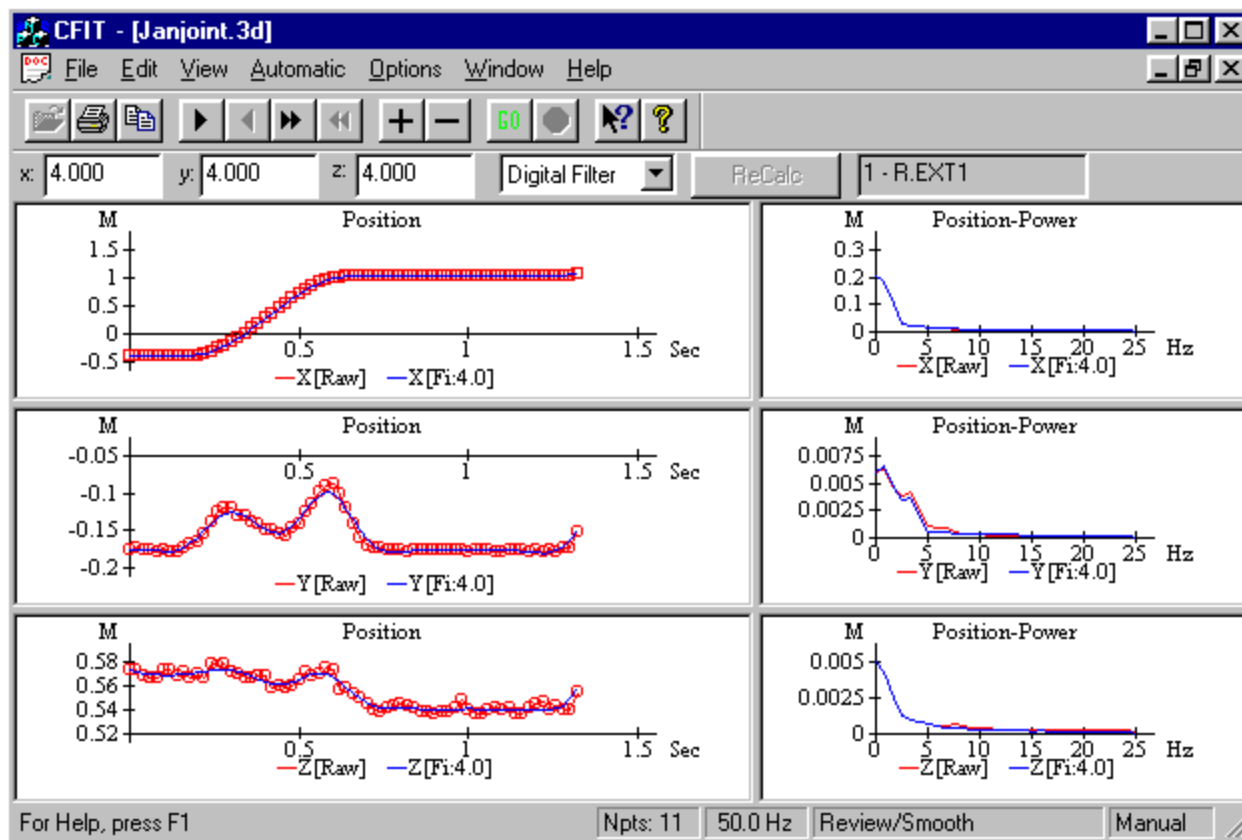 CFIT - [Janjoint.3d]
File Edit View Automatic Options Window Help
GO
x: 4.000 y: 4.000 z: 4.000 Digital Filter ReCalc 1 - R.EXT1
M Position
1.5
1
0.5
0
-0.5
0.5 1 1.5 Sec
X[Raw] X[Fi:4.0]
M Position-Power
0.3
0.2
0.1
0
0 5 10 15 20 25 Hz
X[Raw] X[Fi:4.0]
M Position
-0.05
0.5 1 1.5 Sec
-0.1
-0.15
-0.2
Y[Raw] Y[Fi:4.0]
M Position-Power
0.0075
0.005
0.0025
0
0 5 10 15 20 25 Hz
Y[Raw] Y[Fi:4.0]
M Position
0.58
0.56
0.54
0.52
0.5 1 1.5 Sec
Z[Raw] Z[Fi:4.0]
M Position-Power
0.005
0.0025
0
0 5 10 15 20 25 Hz
Z[Raw] Z[Fi:4.0]
For Help, press F1 Npts: 11 50.0 Hz Review/Smooth Manual